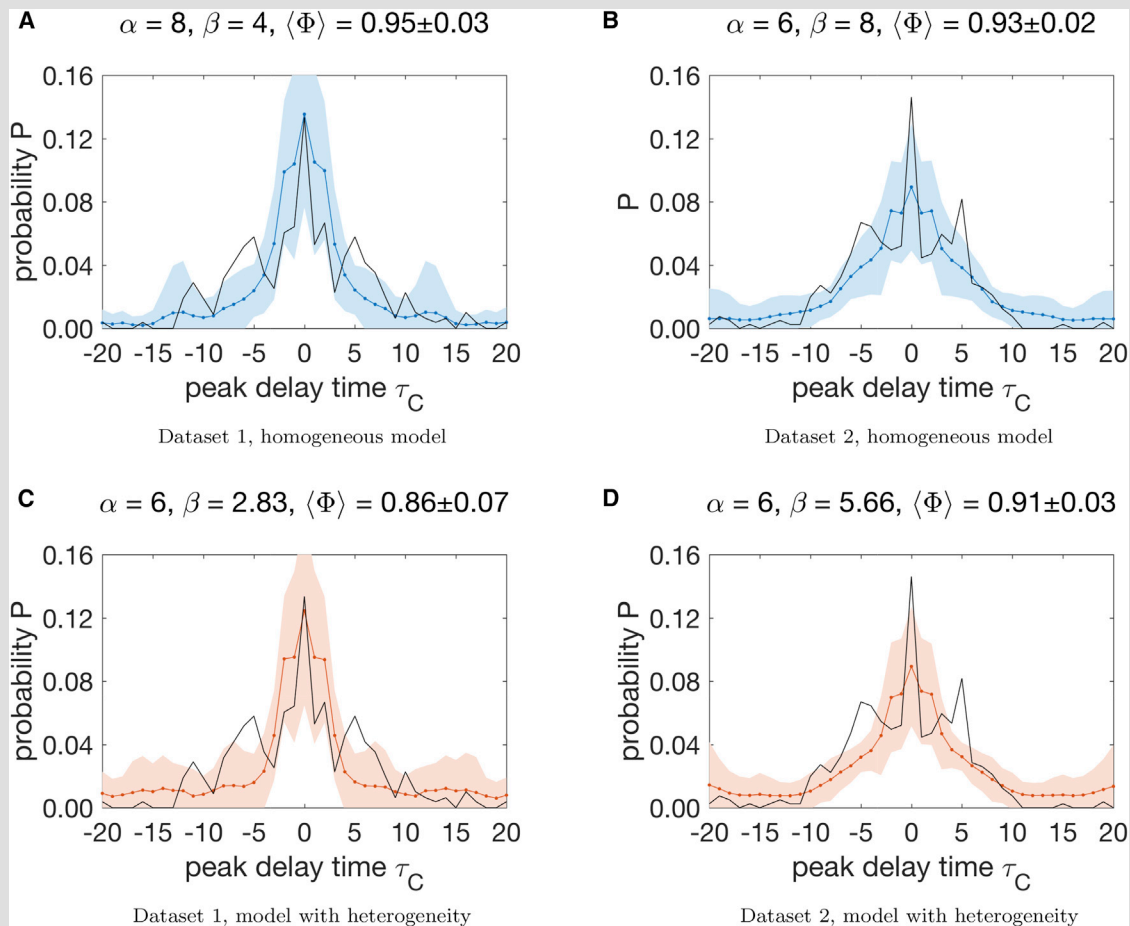 A
α = 8, β = 4, ⟨Φ⟩ = 0.95±0.03
probability P
0.16
0.12
0.08
0.04
0.00
-20 -15 -10 -5 0 5 10 15 20
peak delay time τ_C
Dataset 1, homogeneous model
B
α = 6, β = 8, ⟨Φ⟩ = 0.93±0.02
P
0.16
0.12
0.08
0.04
0.00
-20 -15 -10 -5 0 5 10 15 20
peak delay time τ_C
Dataset 2, homogeneous model
C
α = 6, β = 2.83, ⟨Φ⟩ = 0.86±0.07
probability P
0.16
0.12
0.08
0.04
0.00
-20 -15 -10 -5 0 5 10 15 20
peak delay time τ_C
Dataset 1, model with heterogeneity
D
α = 6, β = 5.66, ⟨Φ⟩ = 0.91±0.03
probability P
0.16
0.12
0.08
0.04
0.00
-20 -15 -10 -5 0 5 10 15 20
peak delay time τ_C
Dataset 2, model with heterogeneity